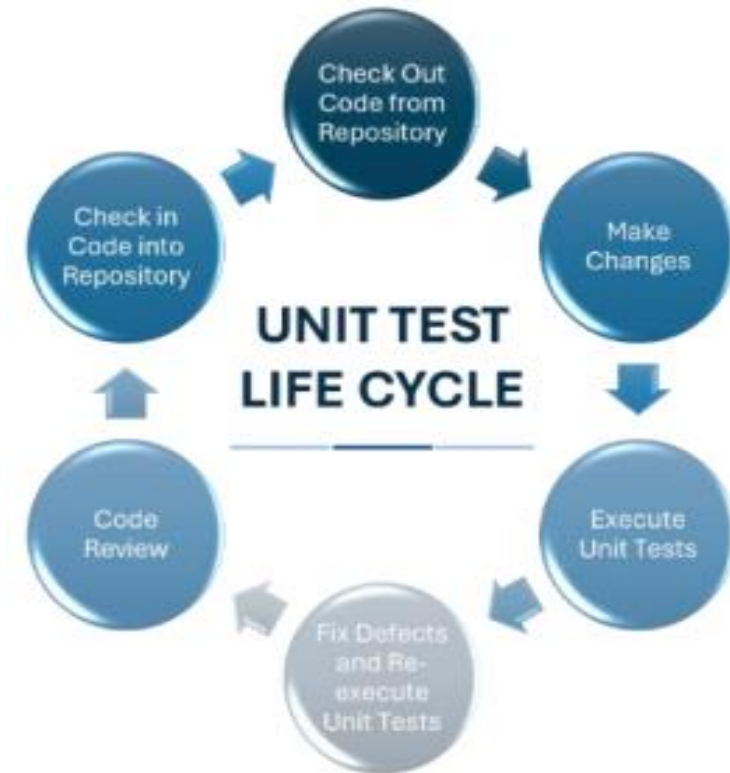 Check Out
Code from
Repository
Make
Changes
Execute
Unit Tests
Fix Defects
and Re-
execute
Unit Tests
Code
Review
Check in
Code into
Repository
UNIT TEST
LIFE CYCLE